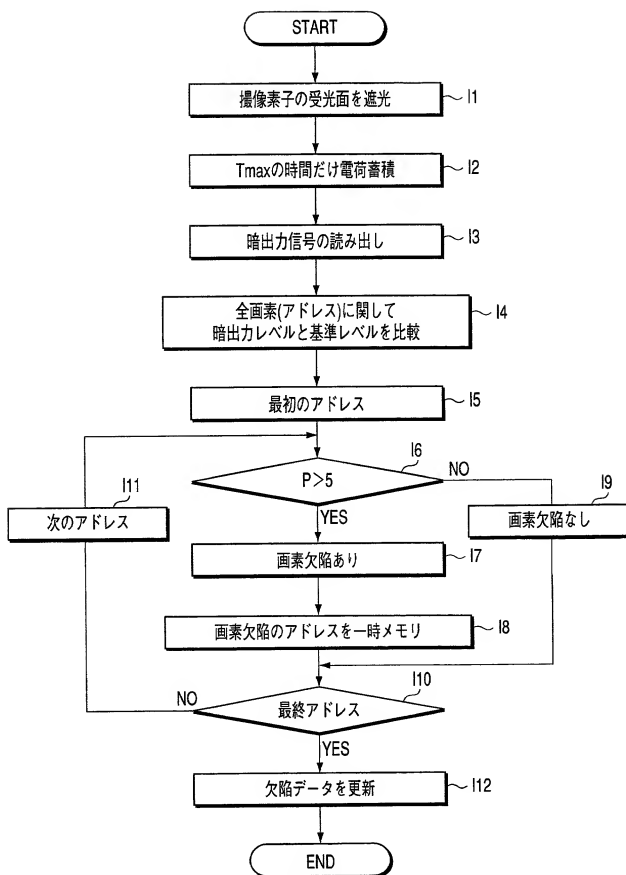 START
撮像素子の受光面を遮光
I1
Tmaxの時間だけ電荷蓄積
I2
暗出力信号の読み出し
I3
全画素(アドレス)に関して
暗出力レベルと基準レベルを比較
I4
最初のアドレス
I5
P>5
I6
NO
YES
I11
次のアドレス
I9
画素欠陥なし
画素欠陥あり
I7
画素欠陥のアドレスを一時メモリ
I8
最終アドレス
I10
NO
YES
欠陥データを更新
I12
END